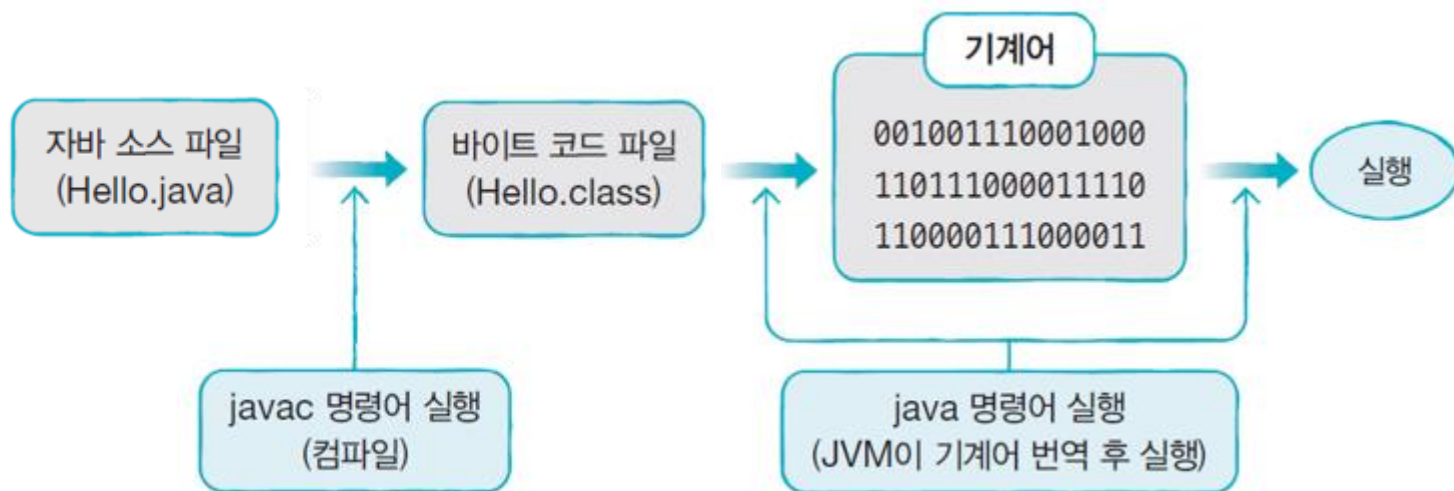 기계어
자바 소스 파일
(Hello.java)
바이트 코드 파일
(Hello.class)
001001110001000
110111000011110
110000111000011
실행
javac 명령어 실행
(컴파일)
java 명령어 실행
(JVM이 기계어 번역 후 실행)